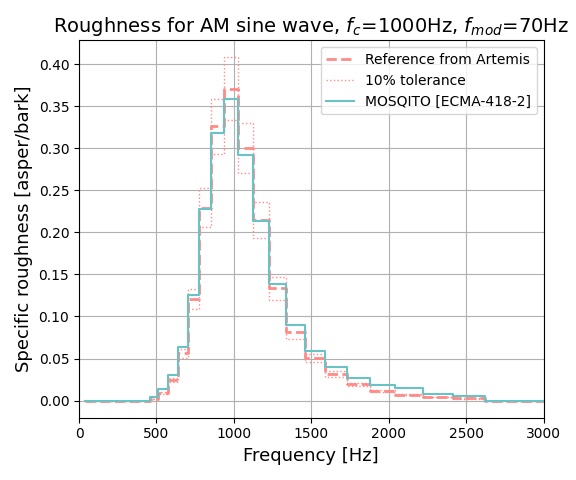 Roughness for AM sine wave, f_c=1000Hz, f_mod=70Hz
Reference from Artemis
10% tolerance
MOSQITO [ECMA-418-2]
Specific roughness [asper/bark]
0.40
0.35
0.30
0.25
0.20
0.15
0.10
0.05
0.00
0 500 1000 1500 2000 2500 3000
Frequency [Hz]